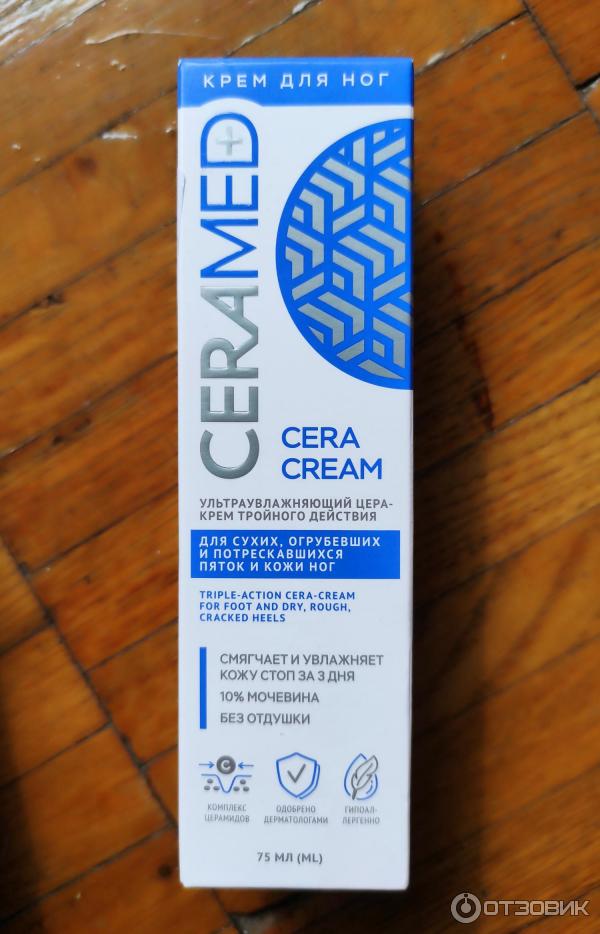 КРЕМ ДЛЯ НОГ
CERAMED+
CERA
CREAM
УЛЬТРАУВЛАЖНЯЮЩИЙ ЦЕРА-
КРЕМ ТРОЙНОГО ДЕЙСТВИЯ
ДЛЯ СУХИХ, ОГРУБЕВШИХ
И ПОТРЕСКАВШИХСЯ
ПЯТОК И КОЖИ НОГ
TRIPLE-ACTION CERA-CREAM
FOR FOOT AND DRY, ROUGH,
CRACKED HEELS
СМЯГЧАЕТ И УВЛАЖНЯЕТ
КОЖУ СТОП ЗА 3 ДНЯ
10% МОЧЕВИНА
БЕЗ ОТДУШКИ
C
КОМПЛЕКС
ЦЕРАМИДОВ
ОДОБРЕНО
ДЕРМАТОЛОГАМИ
ГИПОАЛ-
ЛЕРГЕННО
75 МЛ (ML)
ОТЗОВИК